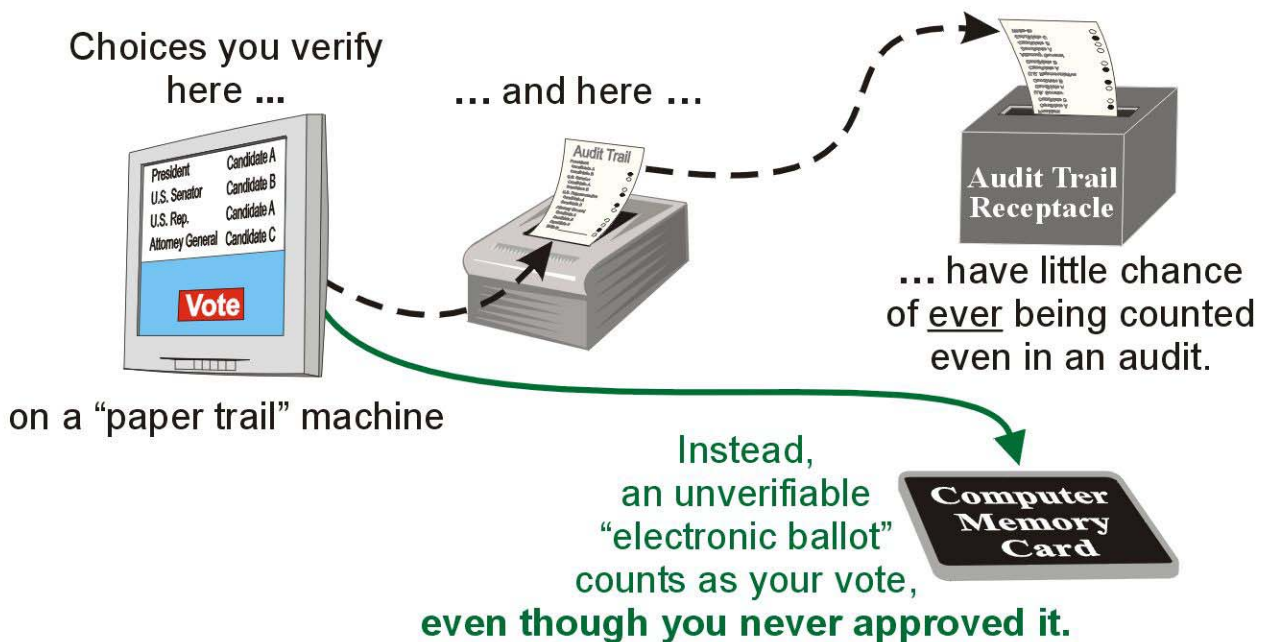 Choices you verify
here ...
... and here ...
President Candidate A
U.S. Senator Candidate B
U.S. Rep. Candidate A
Attorney General Candidate C
Vote
Audit Trail
Audit Trail
Receptacle
... have little chance
of ever being counted
even in an audit.
on a “paper trail” machine
Instead,
an unverifiable
“electronic ballot”
counts as your vote,
even though you never approved it.
Computer
Memory
Card